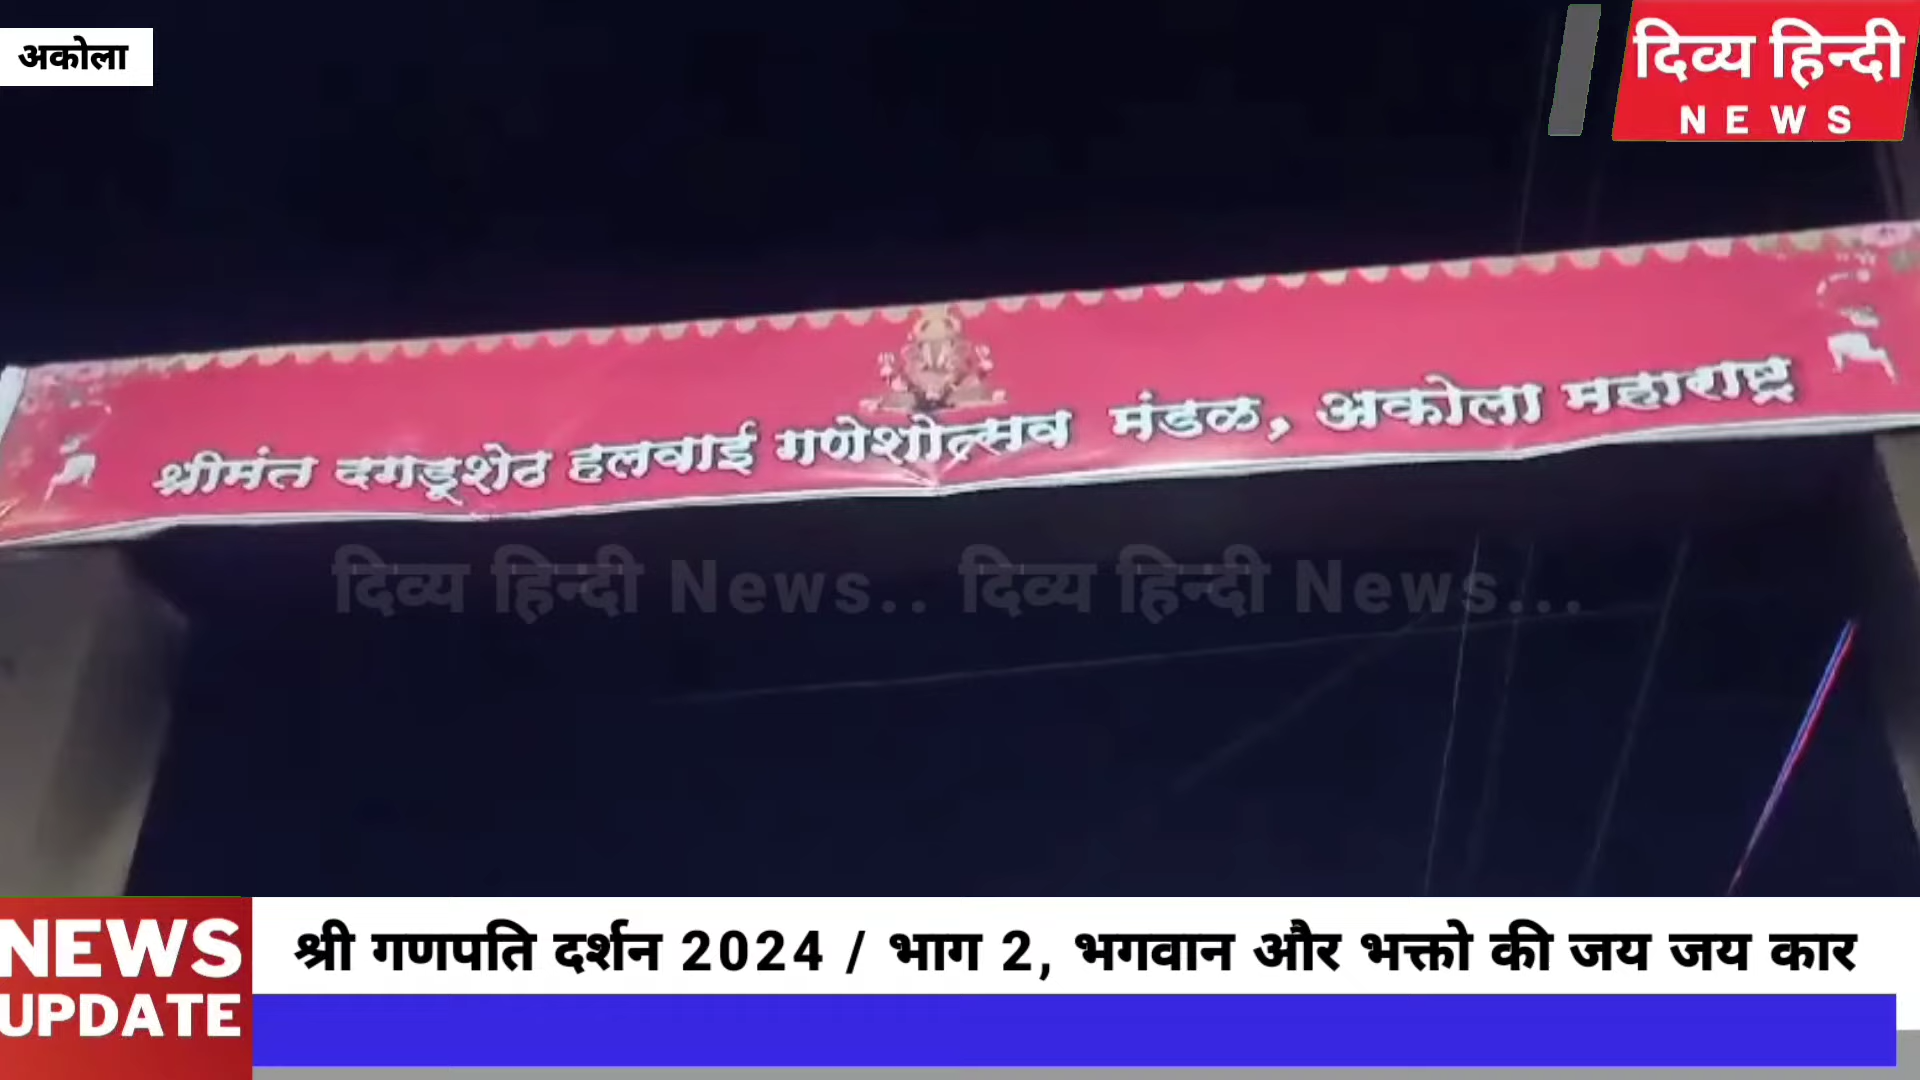 अकोला
दिव्य हिन्दी
NEWS
श्रीमंत दगडूशेठ हलवाई गणेशोत्सव मंडळ, अकोला महाराष्ट्र
दिव्य हिन्दी News.. दिव्य हिन्दी News...
NEWS
UPDATE
श्री गणपति दर्शन 2024 / भाग 2, भगवान और भक्तो की जय जय कार